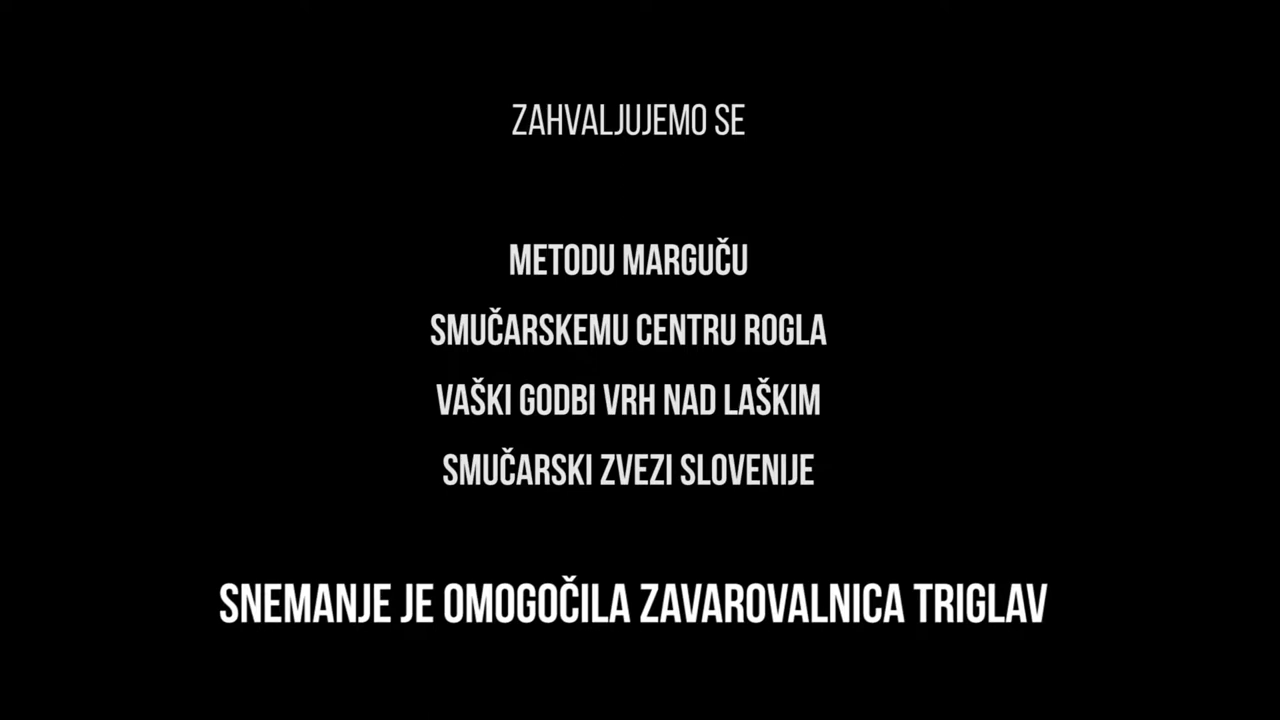 ZAHVALJUJEMO SE
METODU MARGUČU
SMUČARSKEMU CENTRU ROGLA
VAŠKI GODBI VRH NAD LAŠKIM
SMUČARSKI ZVEZI SLOVENIJE
SNEMANJE JE OMOGOČILA ZAVAROVALNICA TRIGLAV